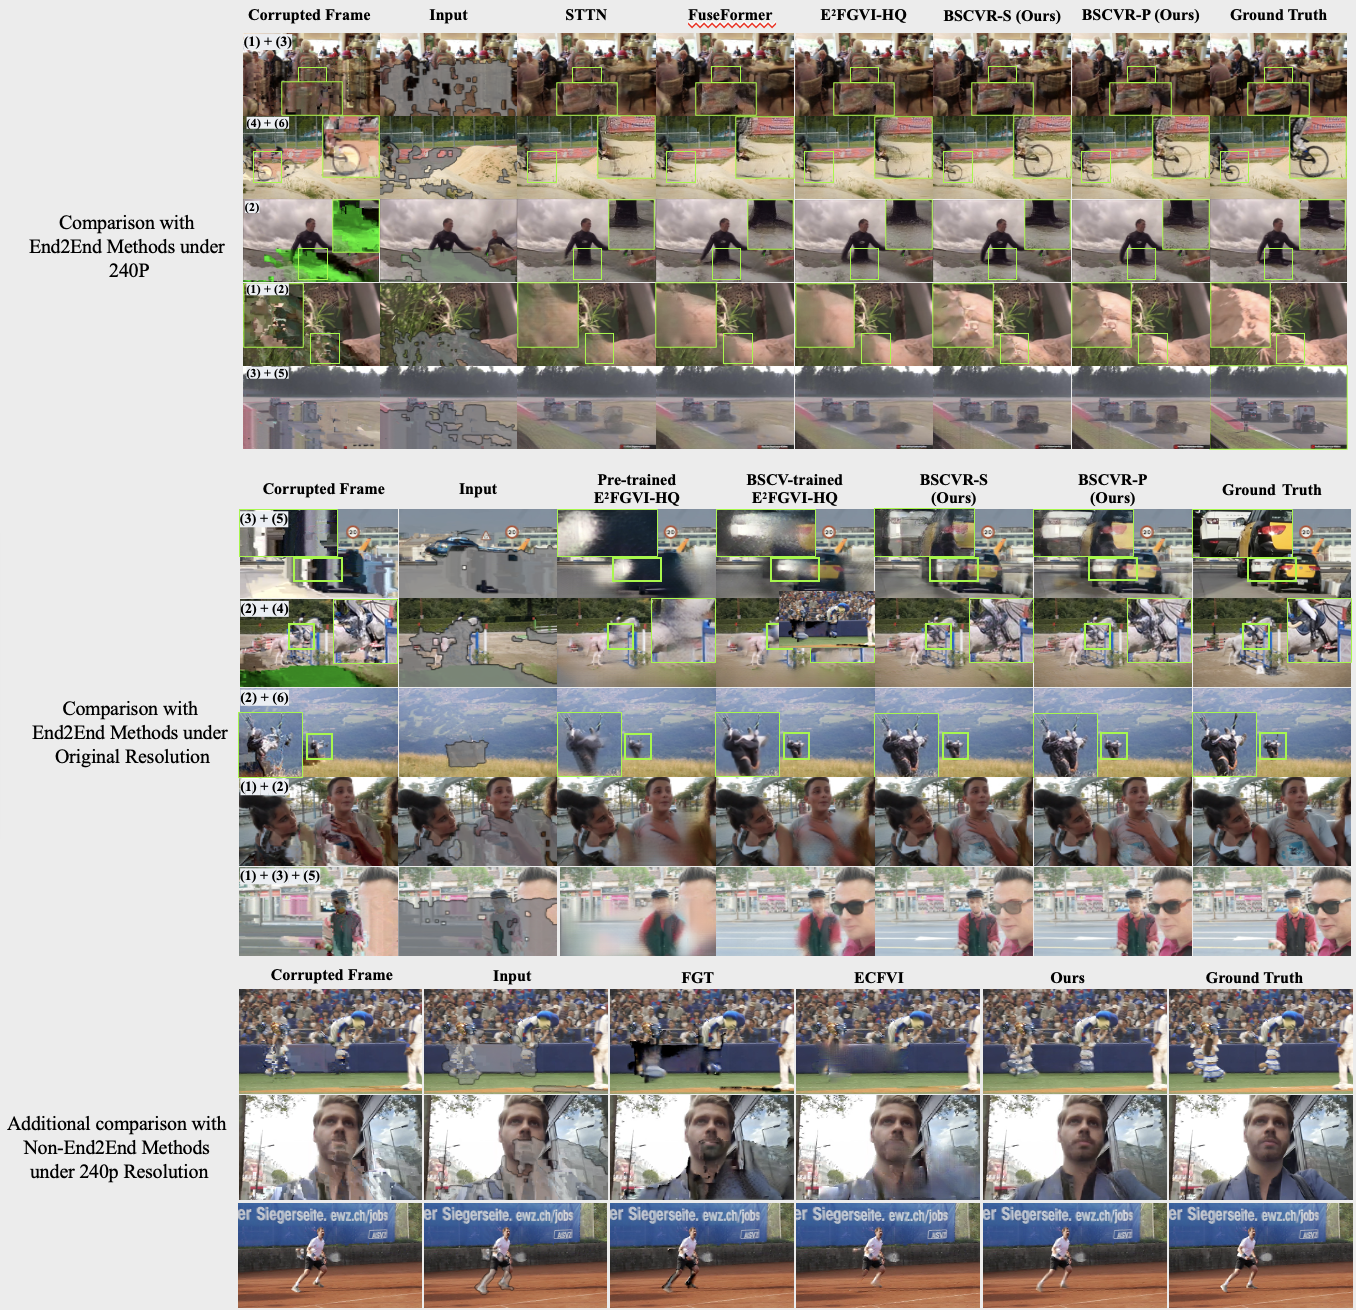 Corrupted Frame Input STTN FuseFormer E²FGVI-HQ BSCVR-S (Ours) BSCVR-P (Ours) Ground Truth
(1) + (3)
(4) + (6)
(2)
(1) + (2)
(3) + (5)
Comparison with
End2End Methods under
240P
Corrupted Frame Input Pre-trained E²FGVI-HQ BSCV-trained E²FGVI-HQ BSCVR-S (Ours) BSCVR-P (Ours) Ground Truth
(3) + (5)
(2) + (4)
(2) + (6)
(1) + (2)
(1) + (3) + (5)
Comparison with
End2End Methods under
Original Resolution
Corrupted Frame Input FGT ECFVI Ours Ground Truth
Additional comparison with
Non-End2End Methods
under 240p Resolution
er Siegerseite. ewz.ch/jobs
er Siegerseite. ewz.ch/jobs
er Siegerseite. ewz.ch/jobs
er Siegerseite. ewz.ch/jobs
er Siegerseite. ewz.ch/jobs
er Siegerseite. ewz.ch/jobs